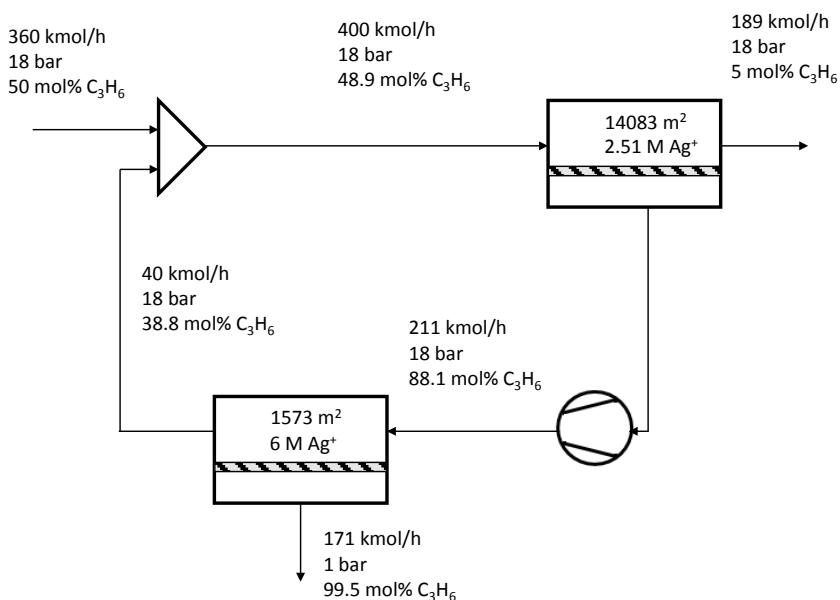 360 kmol/h
18 bar
50 mol% C₃H₆
400 kmol/h
18 bar
48.9 mol% C₃H₆
189 kmol/h
18 bar
5 mol% C₃H₆
14083 m²
2.51 M Ag⁺
40 kmol/h
18 bar
38.8 mol% C₃H₆
211 kmol/h
18 bar
88.1 mol% C₃H₆
1573 m²
6 M Ag⁺
171 kmol/h
1 bar
99.5 mol% C₃H₆